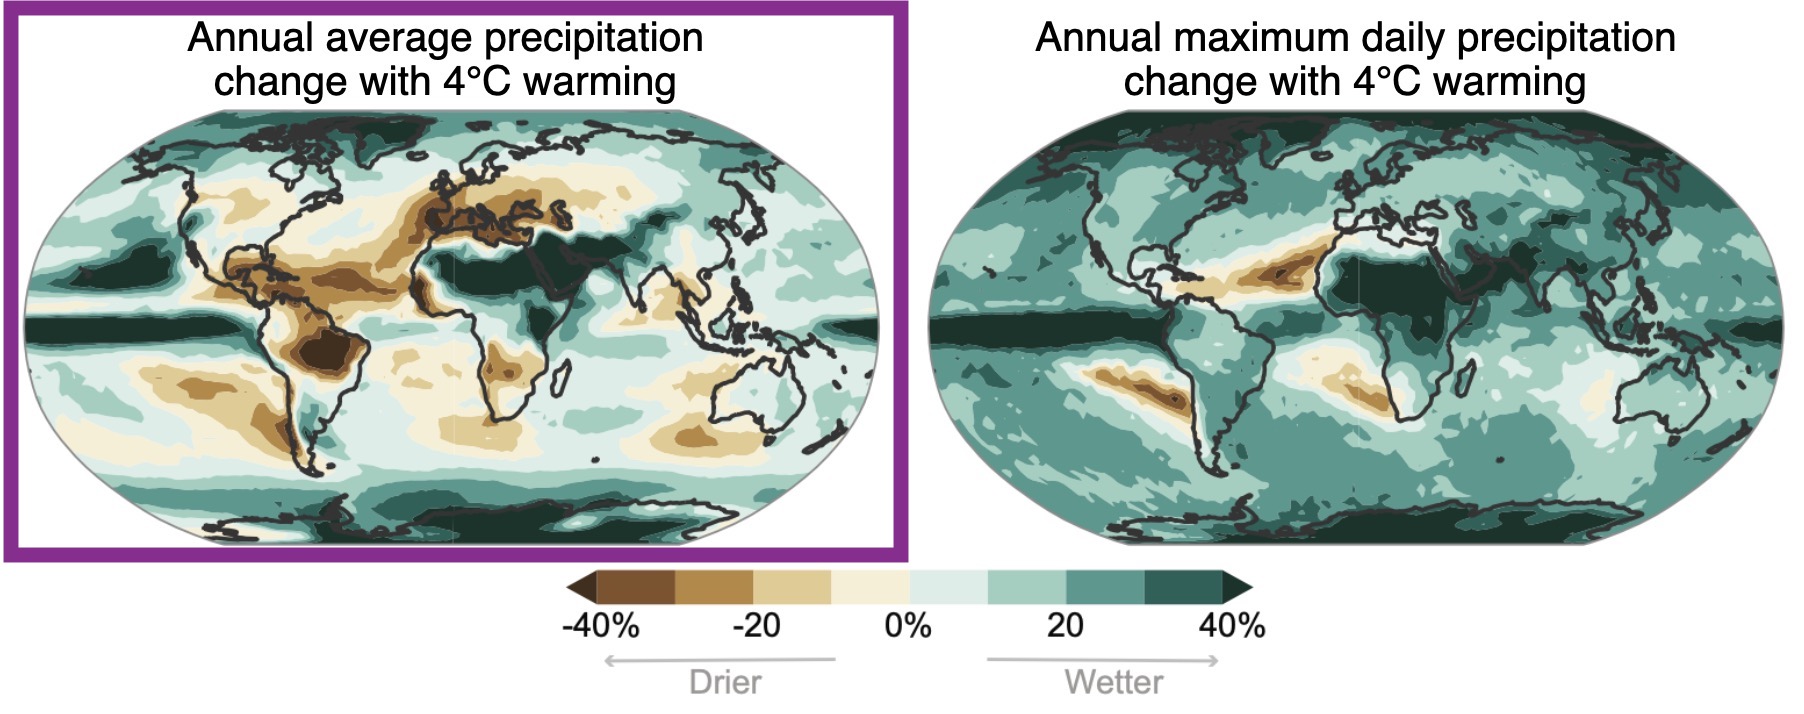 Annual average precipitation
change with 4°C warming
Annual maximum daily precipitation
change with 4°C warming
-40% -20 0% 20 40%
Drier Wetter